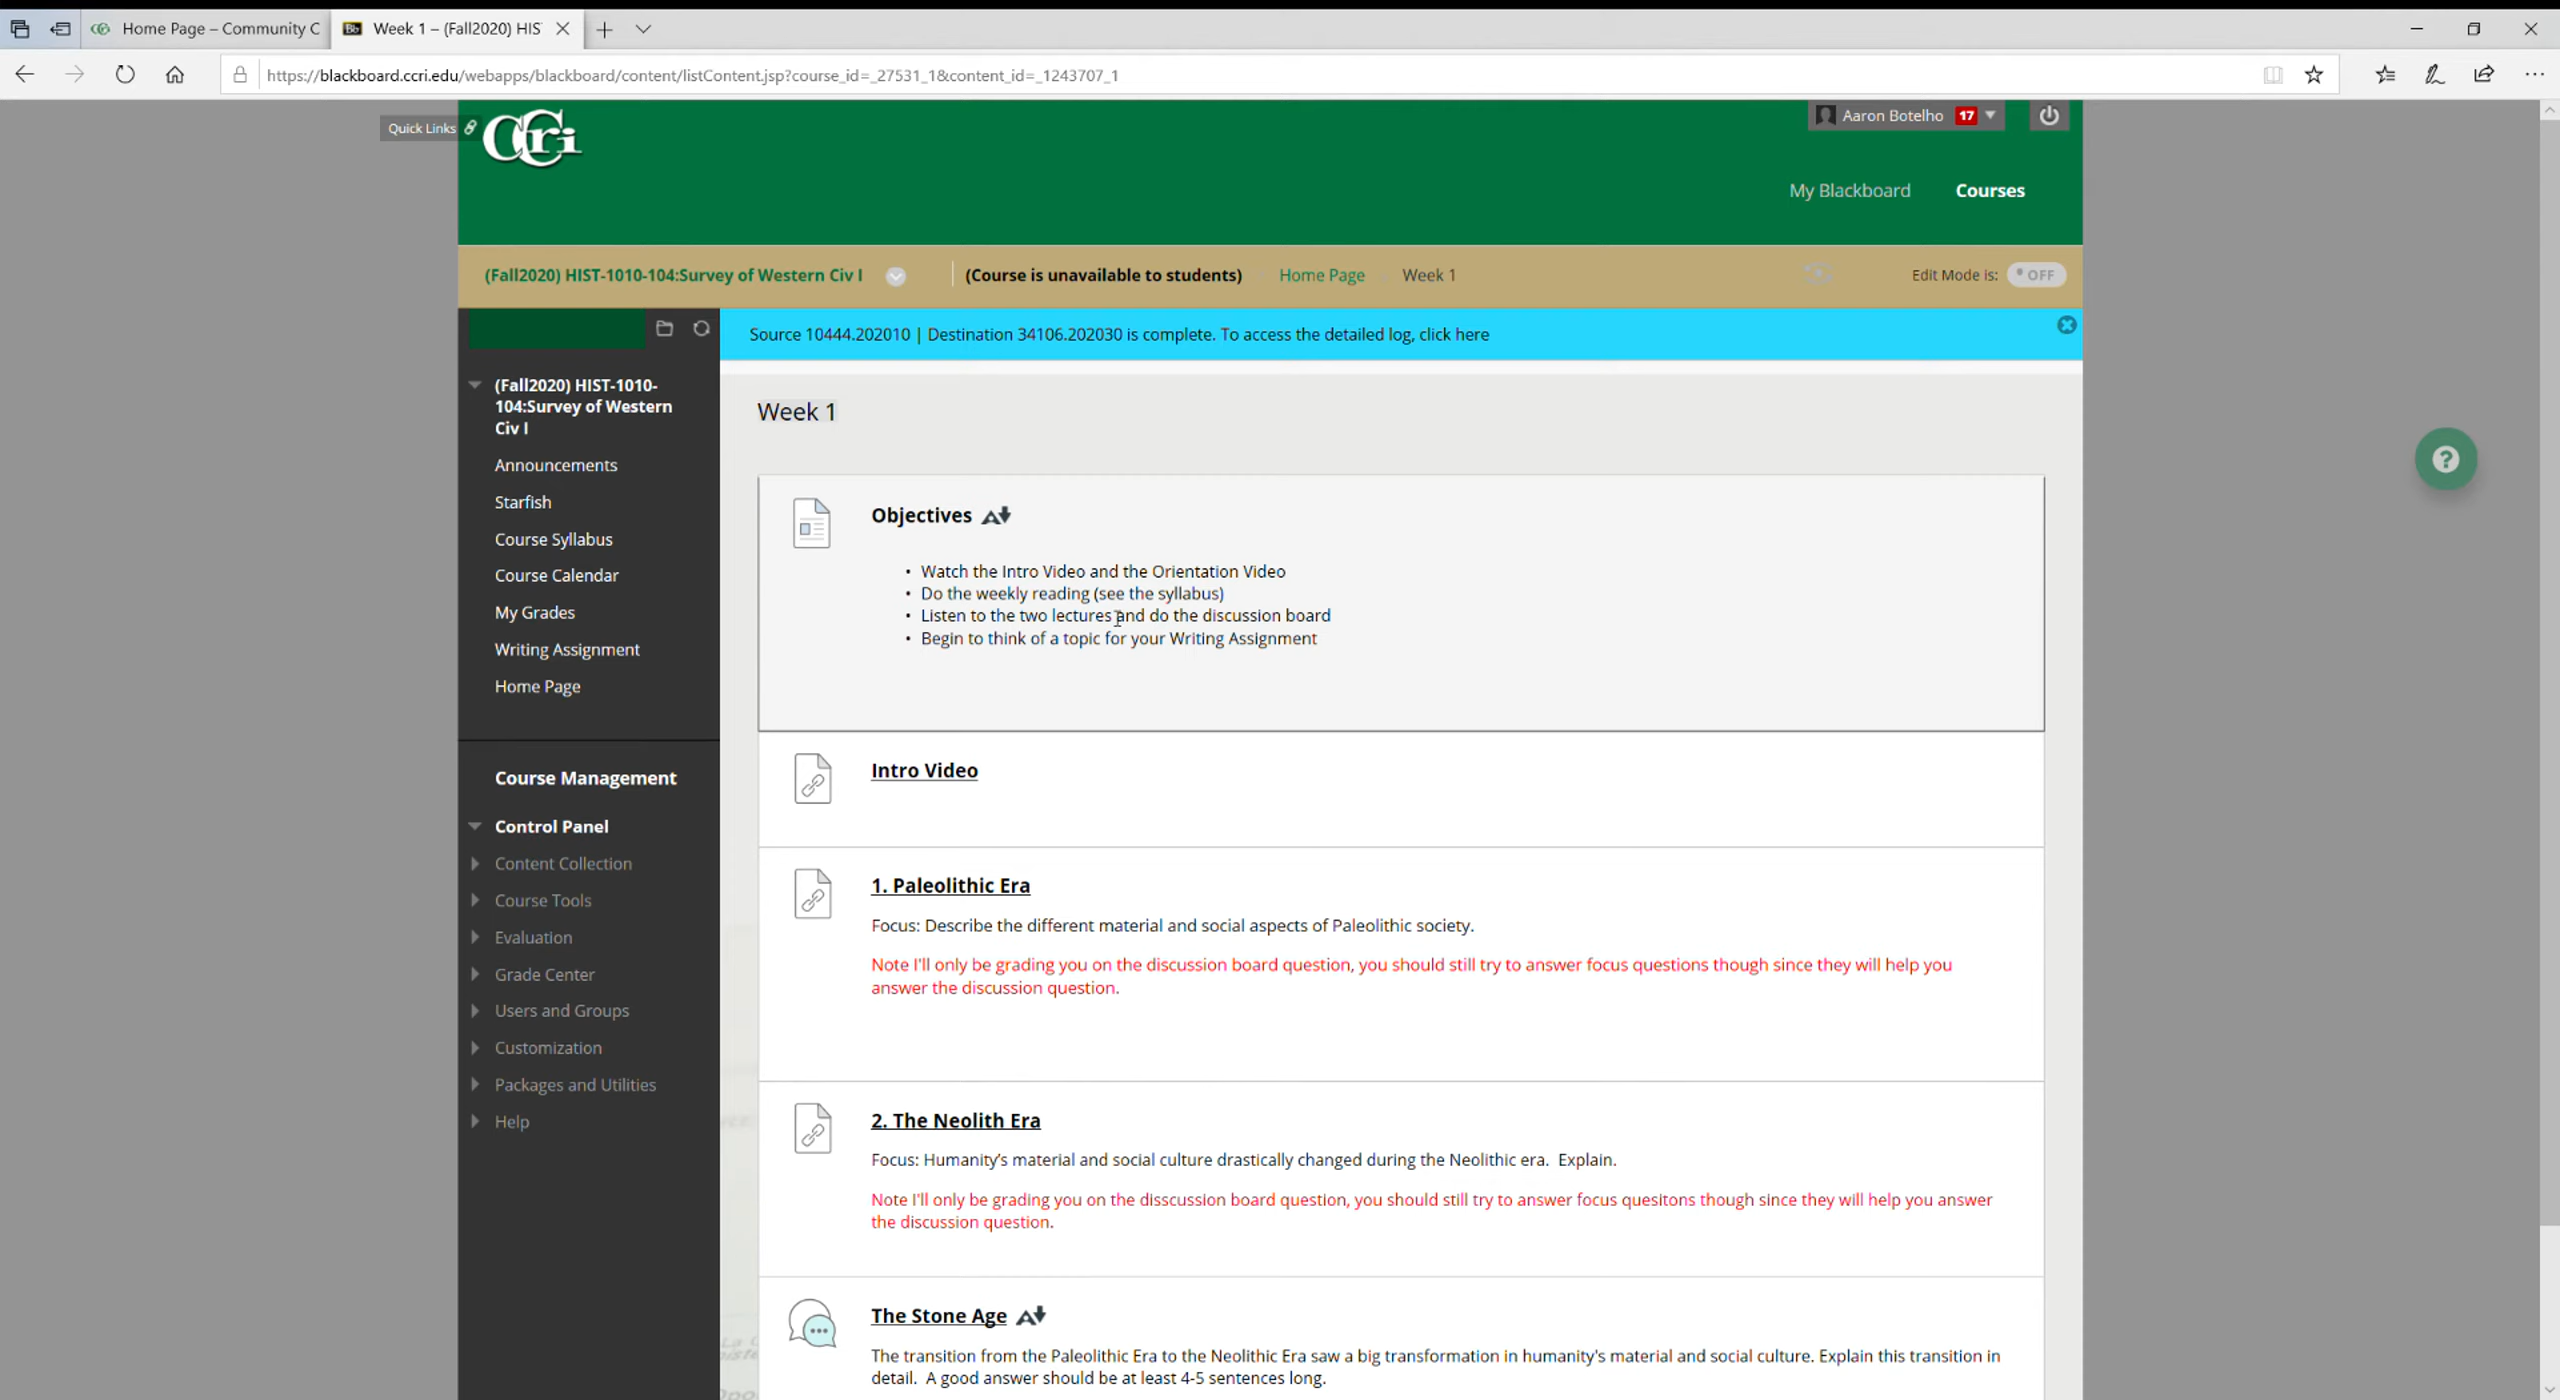 Home Page – Community C
Week 1 – (Fall2020) HIS
https://blackboard.ccri.edu/webapps/blackboard/content/listContent.jsp?course_id=_27531_1&content_id=_1243707_1
Quick Links
CCri
Aaron Botelho 17
My Blackboard Courses
(Fall2020) HIST-1010-104:Survey of Western Civ I (Course is unavailable to students) Home Page Week 1 Edit Mode is: OFF
Source 10444.202010 | Destination 34106.202030 is complete. To access the detailed log, click here
(Fall2020) HIST-1010-
104:Survey of Western
Civ I
Announcements
Starfish
Course Syllabus
Course Calendar
My Grades
Writing Assignment
Home Page
Course Management
Control Panel
Content Collection
Course Tools
Evaluation
Grade Center
Users and Groups
Customization
Packages and Utilities
Help
Week 1
Objectives
• Watch the Intro Video and the Orientation Video
• Do the weekly reading (see the syllabus)
• Listen to the two lectures and do the discussion board
• Begin to think of a topic for your Writing Assignment
Intro Video
1. Paleolithic Era
Focus: Describe the different material and social aspects of Paleolithic society.
Note I'll only be grading you on the discussion board question, you should still try to answer focus questions though since they will help you
answer the discussion question.
2. The Neolith Era
Focus: Humanity's material and social culture drastically changed during the Neolithic era.  Explain.
Note I'll only be grading you on the disscussion board question, you should still try to answer focus quesitons though since they will help you answer
the discussion question.
The Stone Age
The transition from the Paleolithic Era to the Neolithic Era saw a big transformation in humanity's material and social culture. Explain this transition in
detail.  A good answer should be at least 4-5 sentences long.